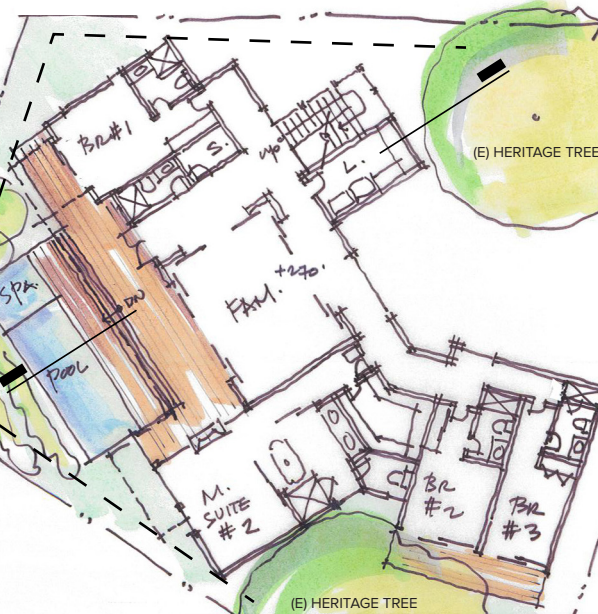 BR#1
S.
UP
L.
(E) HERITAGE TREE
+270'
FAM.
SPA
DN
POOL
M.
SUITE
#2
BR
#2
BR
#3
(E) HERITAGE TREE